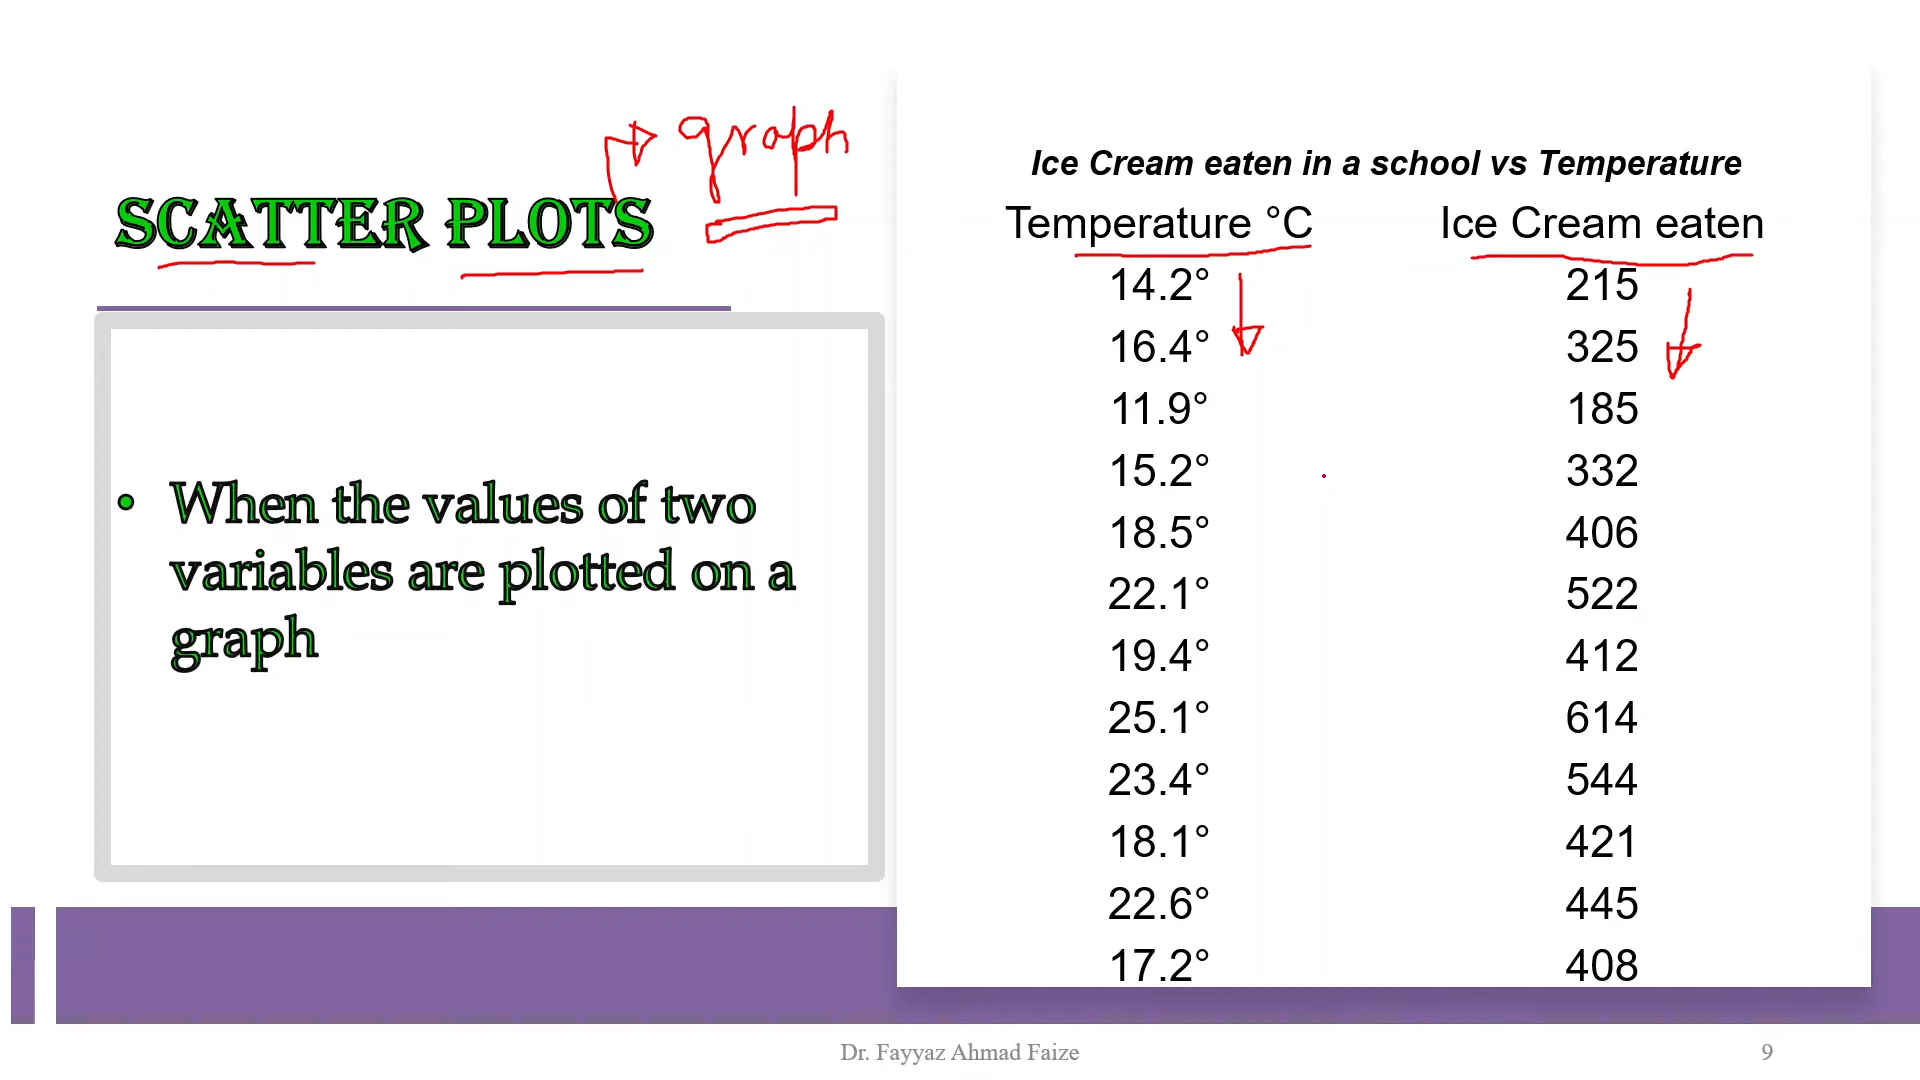 graph
SCATTER PLOTS
• When the values of two
variables are plotted on a
graph
Ice Cream eaten in a school vs Temperature
Temperature °C Ice Cream eaten
14.2° 215
16.4° 325
11.9° 185
15.2° 332
18.5° 406
22.1° 522
19.4° 412
25.1° 614
23.4° 544
18.1° 421
22.6° 445
17.2° 408
Dr. Fayyaz Ahmad Faize 9